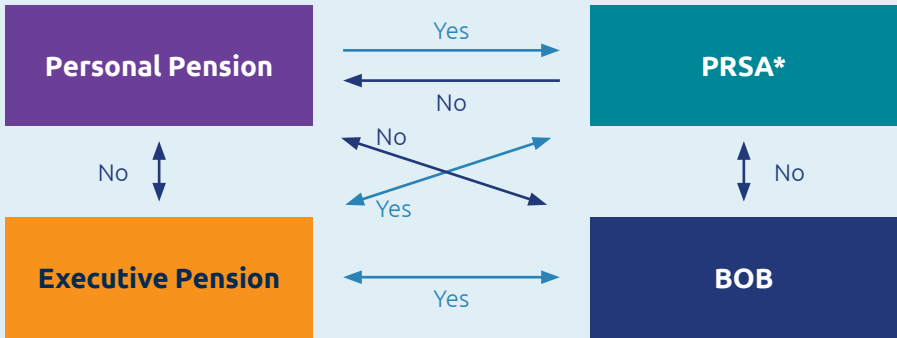 Yes
Personal Pension
PRSA*
No
No
No
No
Yes
Executive Pension
BOB
Yes